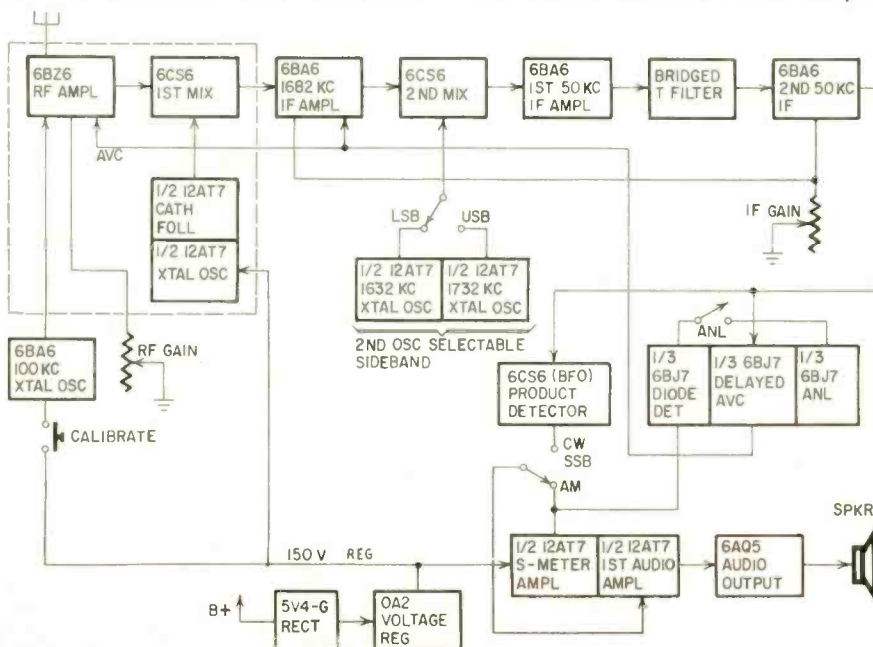 6BZ6
RF AMPL
6CS6
1ST MIX
6BA6
1682 KC
IF AMPL
6CS6
2ND MIX
6BA6
1ST 50 KC
IF AMPL
BRIDGED
T FILTER
6BA6
2ND 50 KC
IF
AVC
1/2 12AT7
CATH
FOLL
1/2 12AT7
XTAL OSC
LSB
USB
IF GAIN
1/2 12AT7
1632 KC
XTAL OSC
1/2 12AT7
1732 KC
XTAL OSC
2ND OSC SELECTABLE
SIDEBAND
ANL
6BA6
100 KC
XTAL OSC
RF GAIN
6CS6 (BFO)
PRODUCT
DETECTOR
1/3
6BJ7
DIODE
DET
1/3 6BJ7
DELAYED
AVC
1/3
6BJ7
ANL
CALIBRATE
CW
SSB
AM
SPKR
150 V REG
1/2 12AT7
S-METER
AMPL
1/2 12AT7
1ST AUDIO
AMPL
6AQ5
AUDIO
OUTPUT
B+
5V4-G
RECT
OA2
VOLTAGE
REG